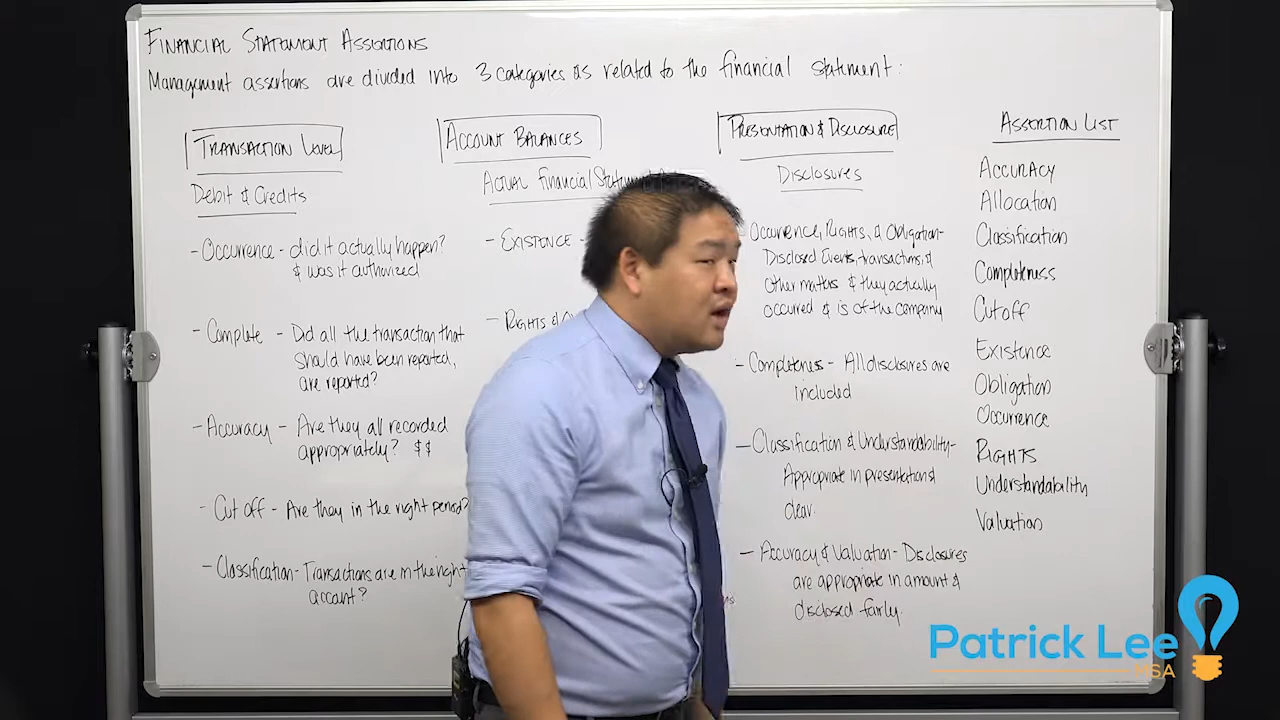 FINANCIAL STATEMENT ASSERTIONS
Management assertions are divided into 3 categories as related to the financial statement:
TRANSACTION LEVEL
Debit & Credits
- Occurrence - did it actually happen?
& was it authorized
- Complete - Did all the transaction that
should have been reported,
are reported?
- Accuracy - Are they all recorded
appropriately? $$
- Cut off - Are they in the right period?
- Classification - Transactions are in the right
account?
ACCOUNT BALANCES
Actual Financial Statement
- EXISTENCE -
- RIGHTS &
PRESENTATION & DISCLOSURE
DISCLOSURES
Occurrence, RIGHTS, & Obligation-
Disclosed Events, transactions, &
Other matters & they actually
occurred & is of the company
- Completeness - All disclosures are
included
- Classification & Understandability-
Appropriate in presentation &
clear.
- Accuracy & Valuation - Disclosures
are appropriate in amount &
disclosed fairly.
ASSERTION LIST
ACCURACY
Allocation
Classification
Completeness
Cutoff
Existence
Obligation
Occurrence
RIGHTS
Understandability
Valuation
Patrick Lee
MSA